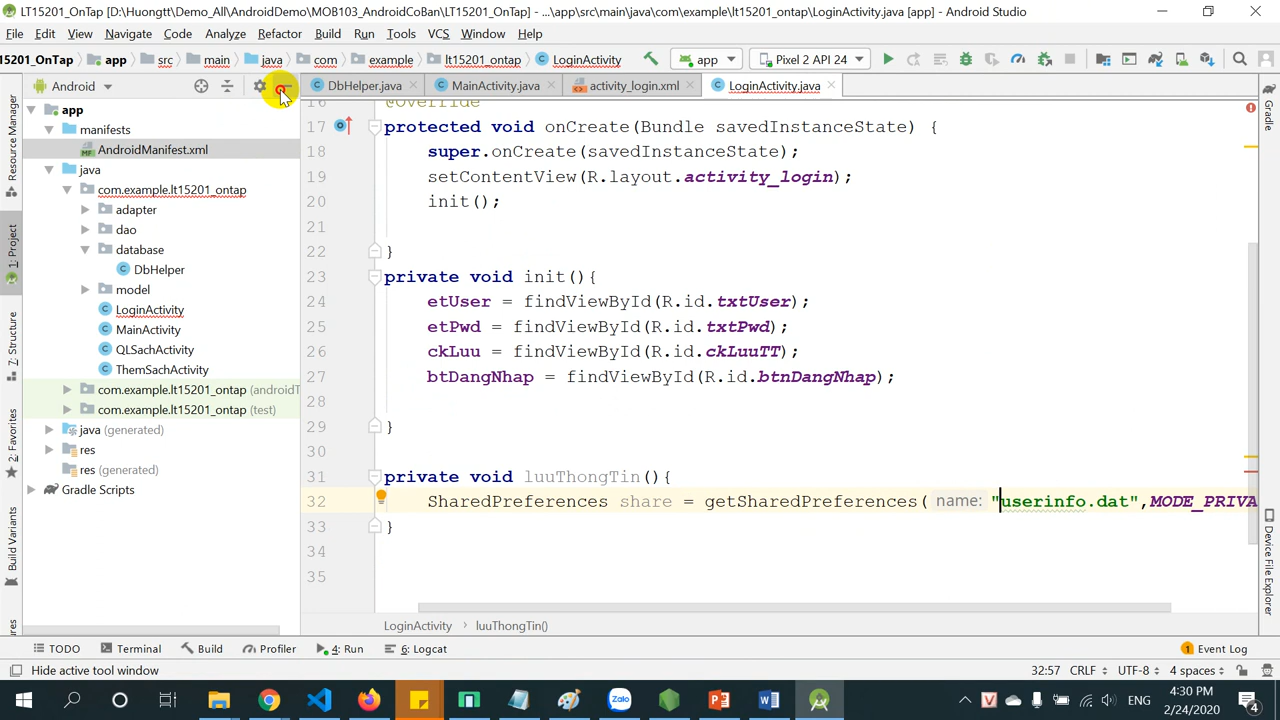 LT15201_OnTap [D:\Huongtt\Demo_All\AndroidDemo\MOB103_AndroidCoBan\LT15201_OnTap] - ...\app\src\main\java\com\example\lt15201_ontap\LoginActivity.java [app] - Android Studio
File Edit View Navigate Code Analyze Refactor Build Run Tools VCS Window Help
15201_OnTap app src main java com example lt15201_ontap LoginActivity app Pixel 2 API 24
Android DbHelper.java MainActivity.java activity_login.xml LoginActivity.java
app
manifests
AndroidManifest.xml
java
com.example.lt15201_ontap
adapter
dao
database
DbHelper
model
LoginActivity
MainActivity
QLSachActivity
ThemSachActivity
com.example.lt15201_ontap (androidT
com.example.lt15201_ontap (test)
java (generated)
res
res (generated)
Gradle Scripts
16 @Override
17 protected void onCreate(Bundle savedInstanceState) {
18 super.onCreate(savedInstanceState);
19 setContentView(R.layout.activity_login);
20 init();
21
22 }
23 private void init(){
24 etUser = findViewById(R.id.txtUser);
25 etPwd = findViewById(R.id.txtPwd);
26 ckLuu = findViewById(R.id.ckLuuTT);
27 btDangNhap = findViewById(R.id.btnDangNhap);
28
29 }
30
31 private void luuThongTin(){
32 SharedPreferences share = getSharedPreferences( name: "userinfo.dat",MODE_PRIVA
33 }
34
35
LoginActivity › luuThongTin()
Resource Manager
1: Project
7: Structure
2: Favorites
Build Variants
ures
Gradle
Device File Explorer
TODO Terminal Build Profiler 4: Run 6: Logcat 1 Event Log
Hide active tool window 32:57 CRLF UTF-8 4 spaces
Zalo ENG 4:30 PM
2/24/2020 4